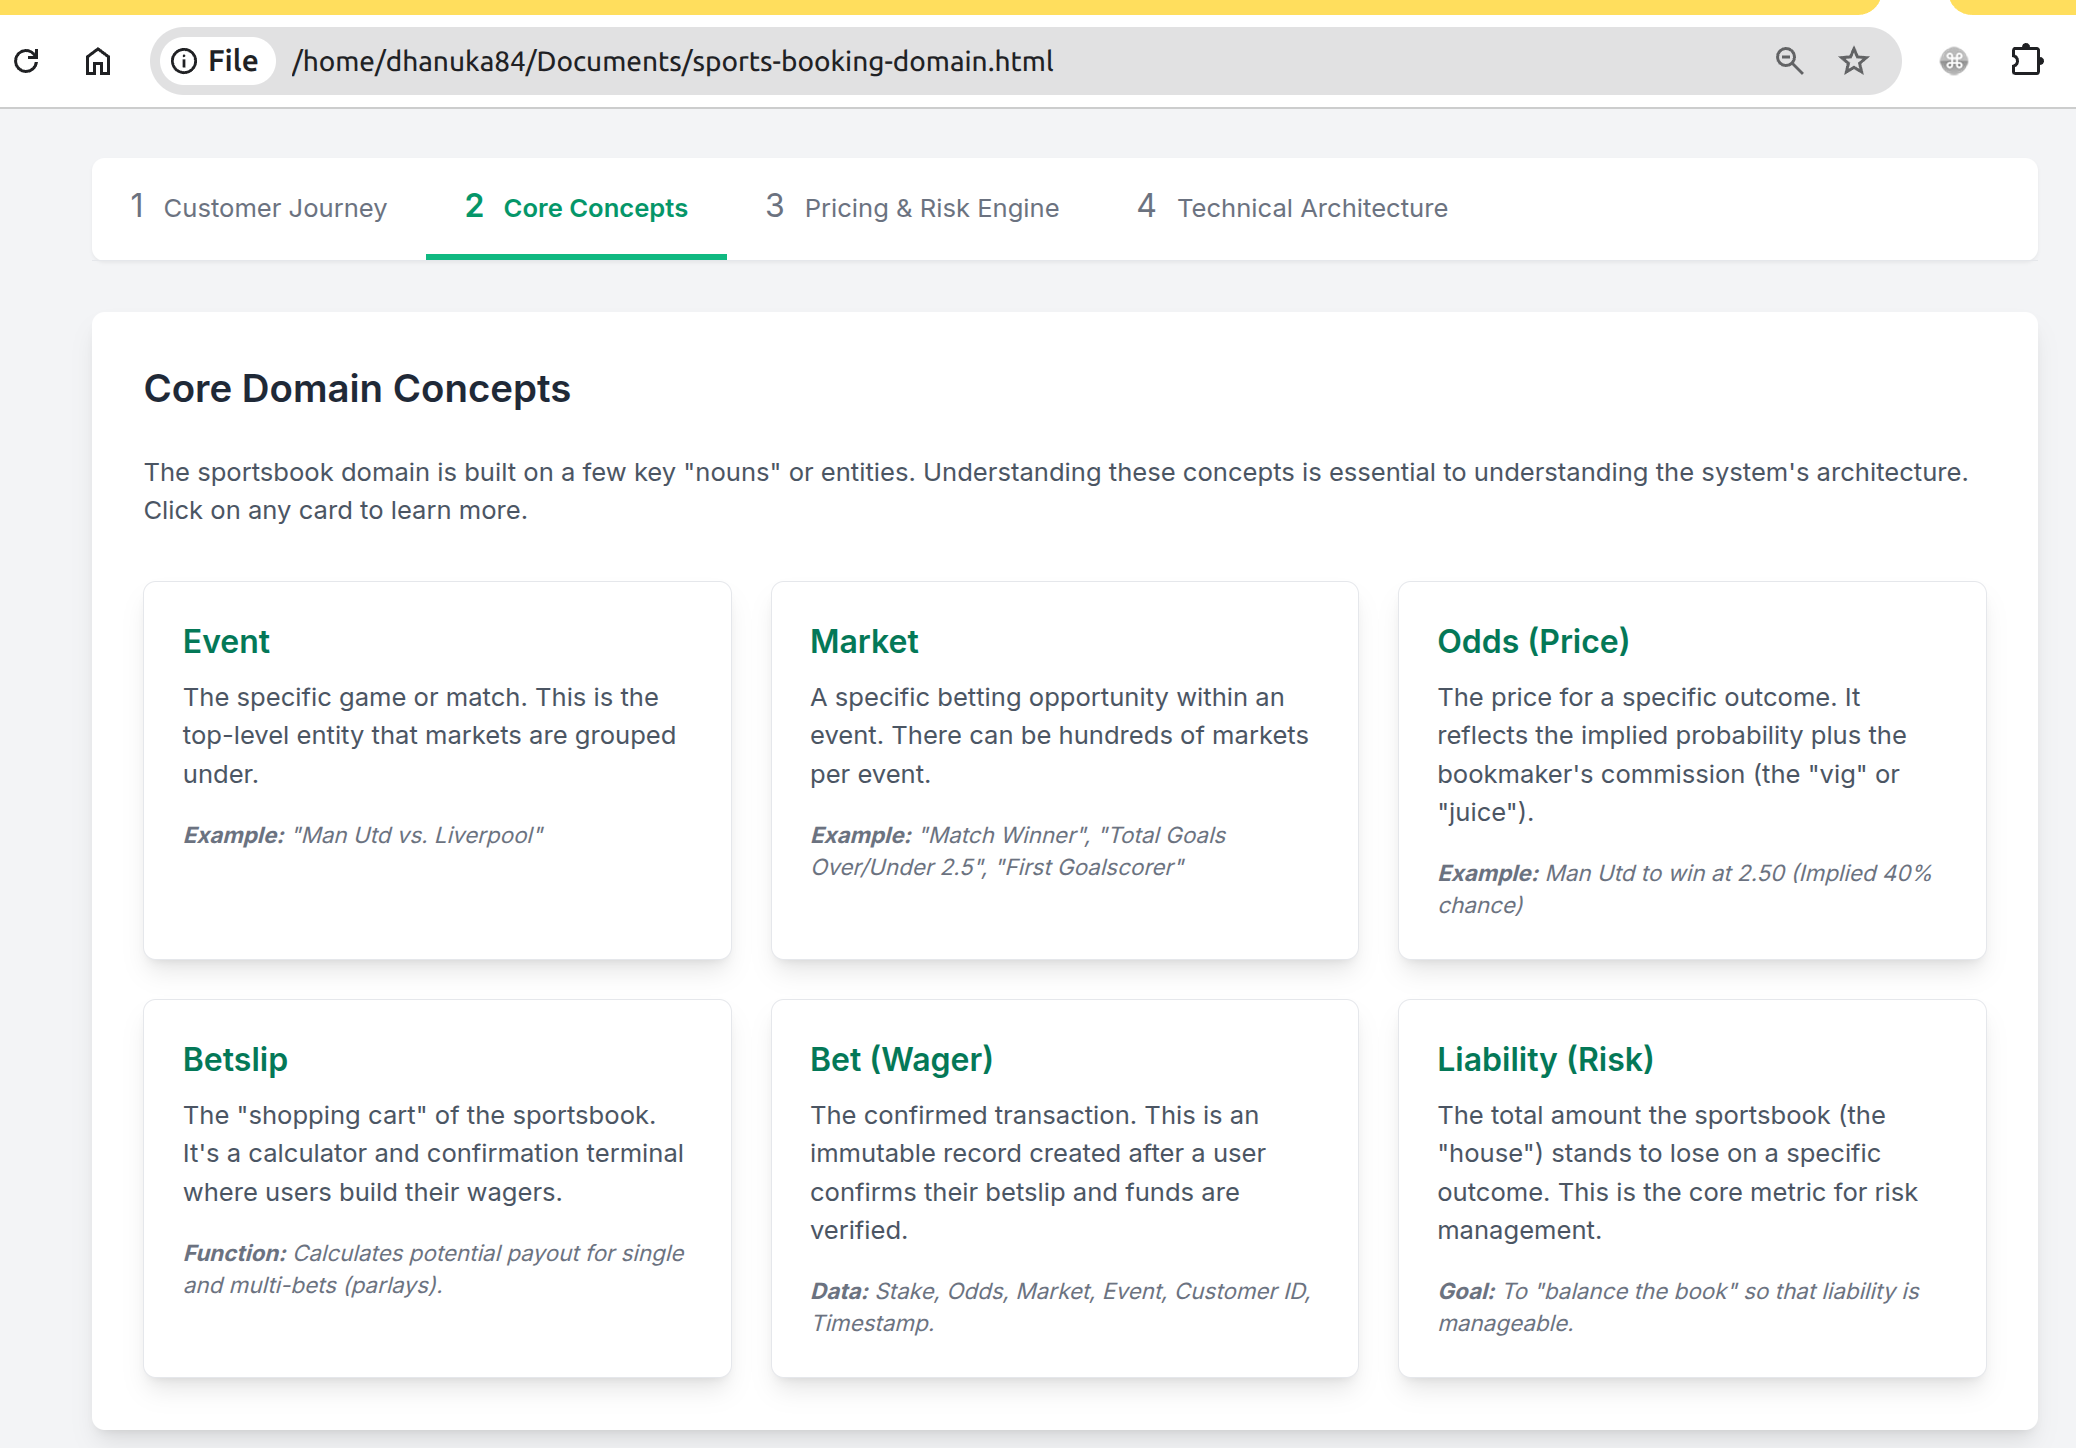 File /home/dhanuka84/Documents/sports-booking-domain.html
1 Customer Journey 2 Core Concepts 3 Pricing & Risk Engine 4 Technical Architecture
Core Domain Concepts
The sportsbook domain is built on a few key "nouns" or entities. Understanding these concepts is essential to understanding the system's architecture.
Click on any card to learn more.
Event
The specific game or match. This is the
top-level entity that markets are grouped
under.
Example: "Man Utd vs. Liverpool"
Market
A specific betting opportunity within an
event. There can be hundreds of markets
per event.
Example: "Match Winner", "Total Goals
Over/Under 2.5", "First Goalscorer"
Odds (Price)
The price for a specific outcome. It
reflects the implied probability plus the
bookmaker's commission (the "vig" or
"juice").
Example: Man Utd to win at 2.50 (Implied 40%
chance)
Betslip
The "shopping cart" of the sportsbook.
It's a calculator and confirmation terminal
where users build their wagers.
Function: Calculates potential payout for single
and multi-bets (parlays).
Bet (Wager)
The confirmed transaction. This is an
immutable record created after a user
confirms their betslip and funds are
verified.
Data: Stake, Odds, Market, Event, Customer ID,
Timestamp.
Liability (Risk)
The total amount the sportsbook (the
"house") stands to lose on a specific
outcome. This is the core metric for risk
management.
Goal: To "balance the book" so that liability is
manageable.